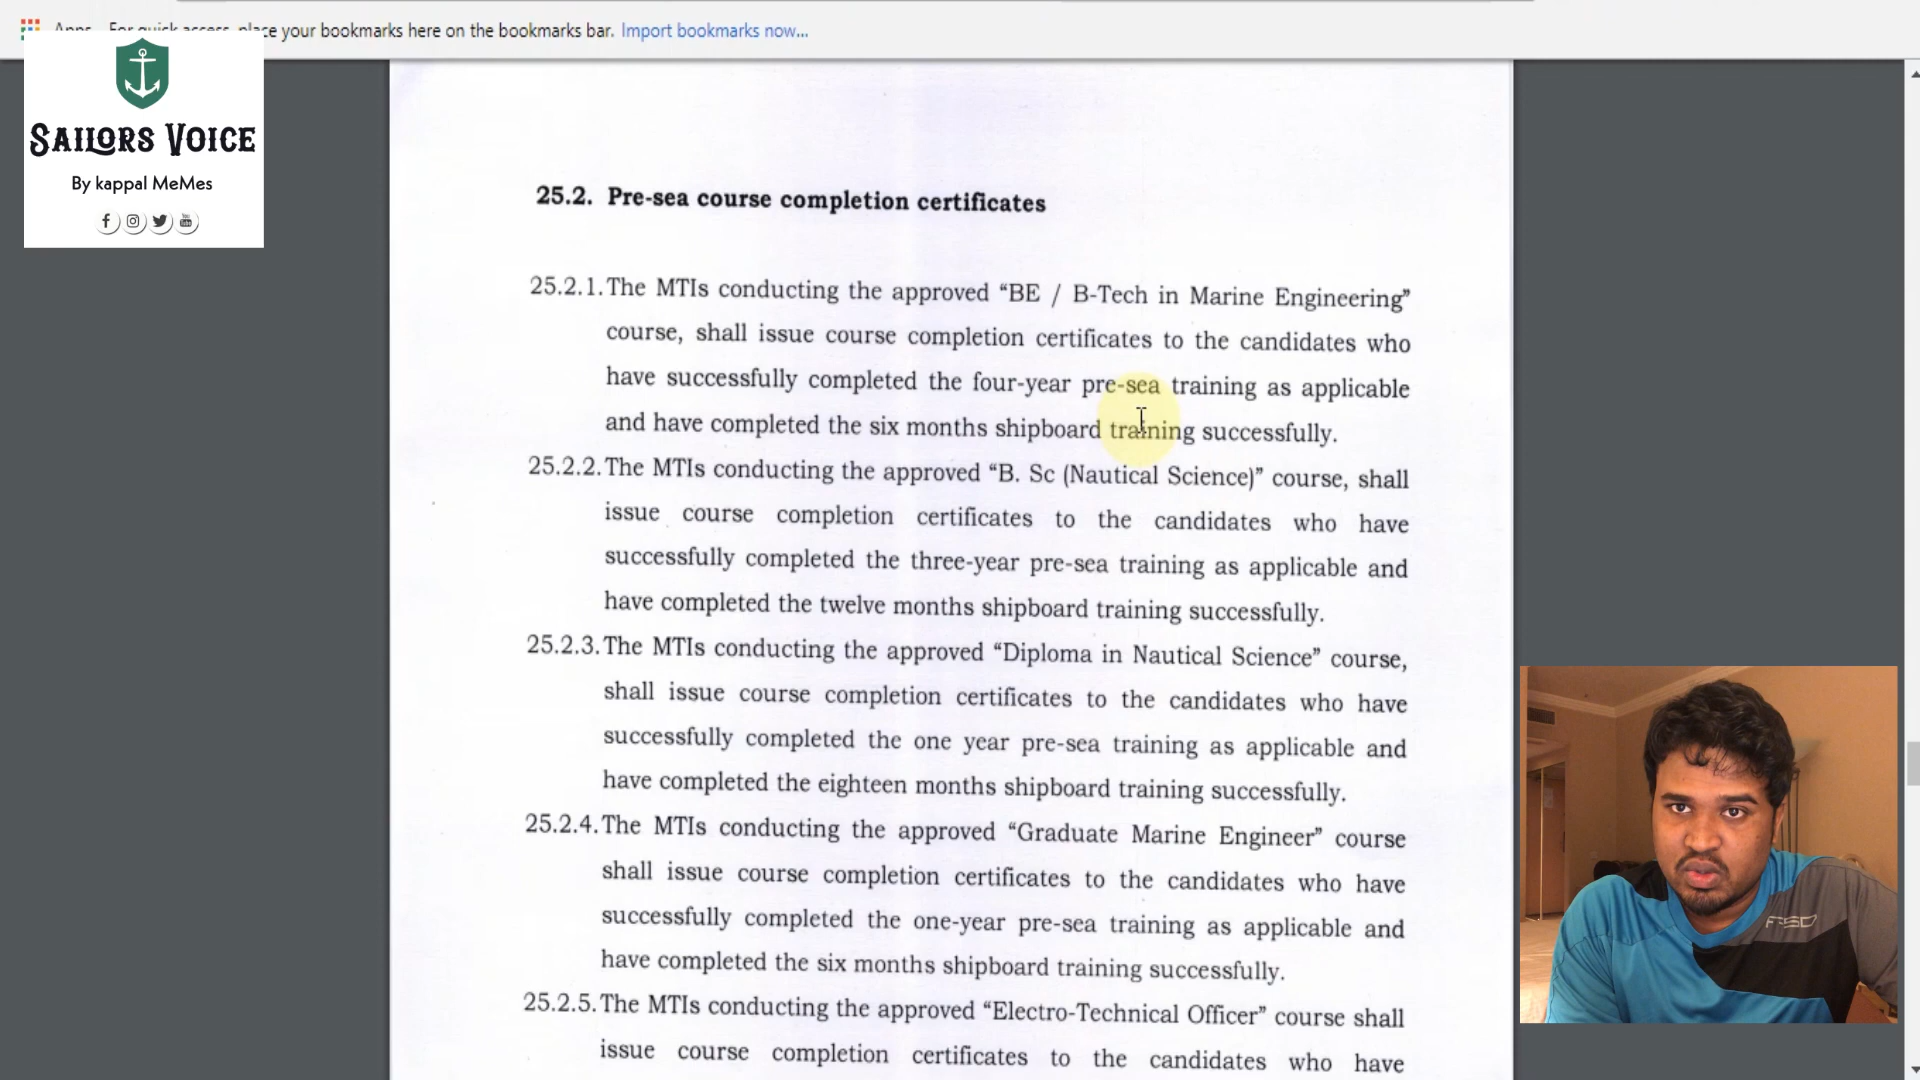 Apps For quick access, place your bookmarks here on the bookmarks bar. Import bookmarks now...
SAILORS VOICE
By kappal MeMes
25.2. Pre-sea course completion certificates
25.2.1. The MTIs conducting the approved “BE / B-Tech in Marine Engineering”
course, shall issue course completion certificates to the candidates who
have successfully completed the four-year pre-sea training as applicable
and have completed the six months shipboard training successfully.
25.2.2. The MTIs conducting the approved “B. Sc (Nautical Science)” course, shall
issue course completion certificates to the candidates who have
successfully completed the three-year pre-sea training as applicable and
have completed the twelve months shipboard training successfully.
25.2.3. The MTIs conducting the approved “Diploma in Nautical Science” course,
shall issue course completion certificates to the candidates who have
successfully completed the one year pre-sea training as applicable and
have completed the eighteen months shipboard training successfully.
25.2.4. The MTIs conducting the approved “Graduate Marine Engineer” course
shall issue course completion certificates to the candidates who have
successfully completed the one-year pre-sea training as applicable and
have completed the six months shipboard training successfully.
25.2.5. The MTIs conducting the approved “Electro-Technical Officer” course shall
issue course completion certificates to the candidates who have